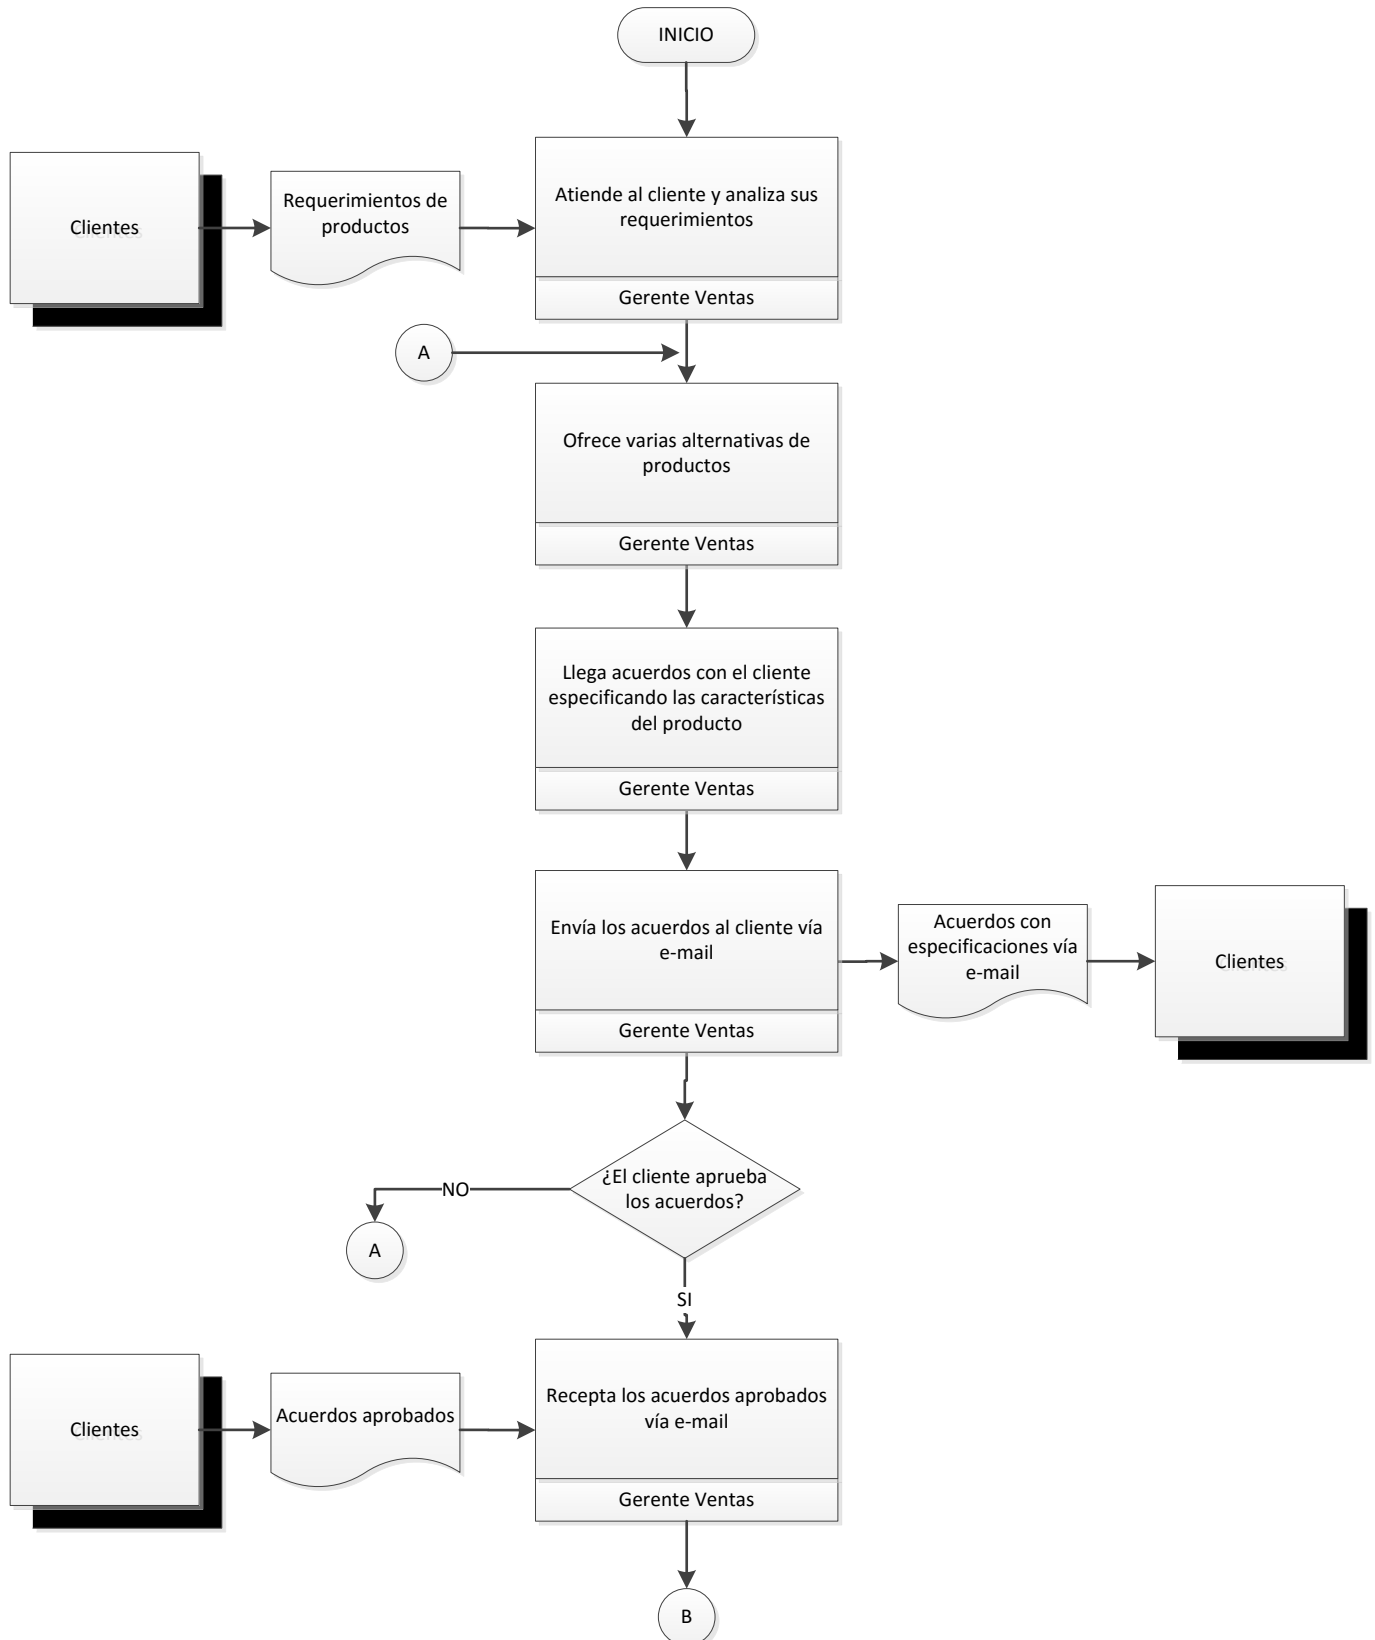 INICIO
Clientes
Requerimientos de
productos
Atiende al cliente y analiza sus
requerimientos
Gerente Ventas
A
Ofrece varias alternativas de
productos
Gerente Ventas
Llega acuerdos con el cliente
especificando las característícas
del producto
Gerente Ventas
Envía los acuerdos al cliente vía
e-mail
Gerente Ventas
Acuerdos con
especificaciones vía
e-mail
Clientes
¿El cliente aprueba
los acuerdos?
NO
A
SI
Clientes
Acuerdos aprobados
Recepta los acuerdos aprobados
vía e-mail
Gerente Ventas
B